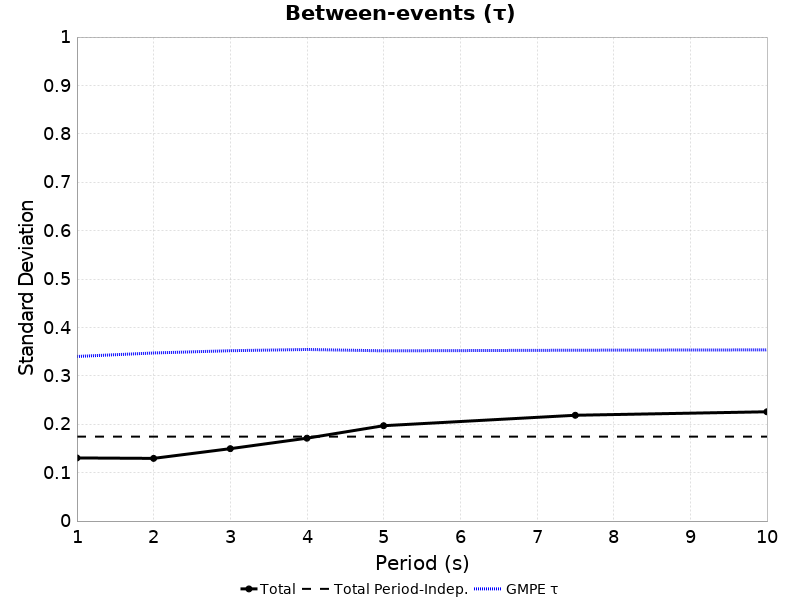 Between-events (τ)
Standard Deviation
1
0.9
0.8
0.7
0.6
0.5
0.4
0.3
0.2
0.1
0
1 2 3 4 5 6 7 8 9 10
Period (s)
Total Total Period-Indep. GMPE τ